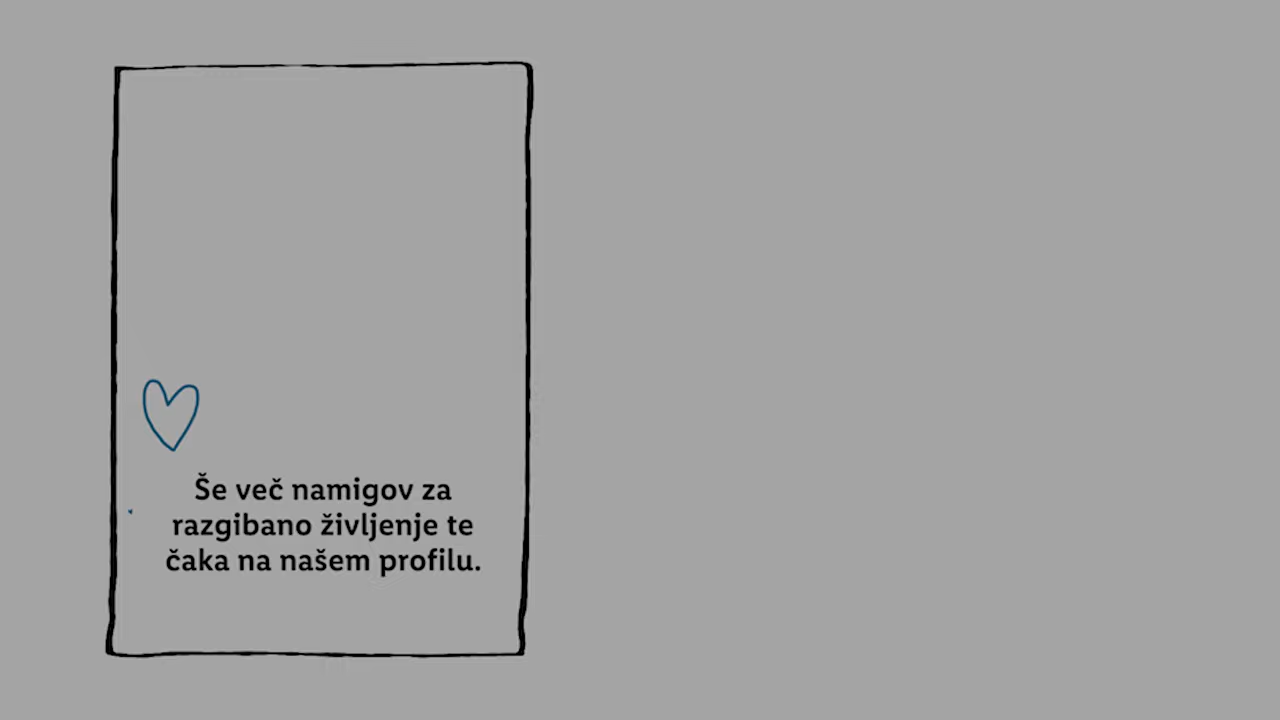 Še več namigov za
razgibano življenje te
čaka na našem profilu.